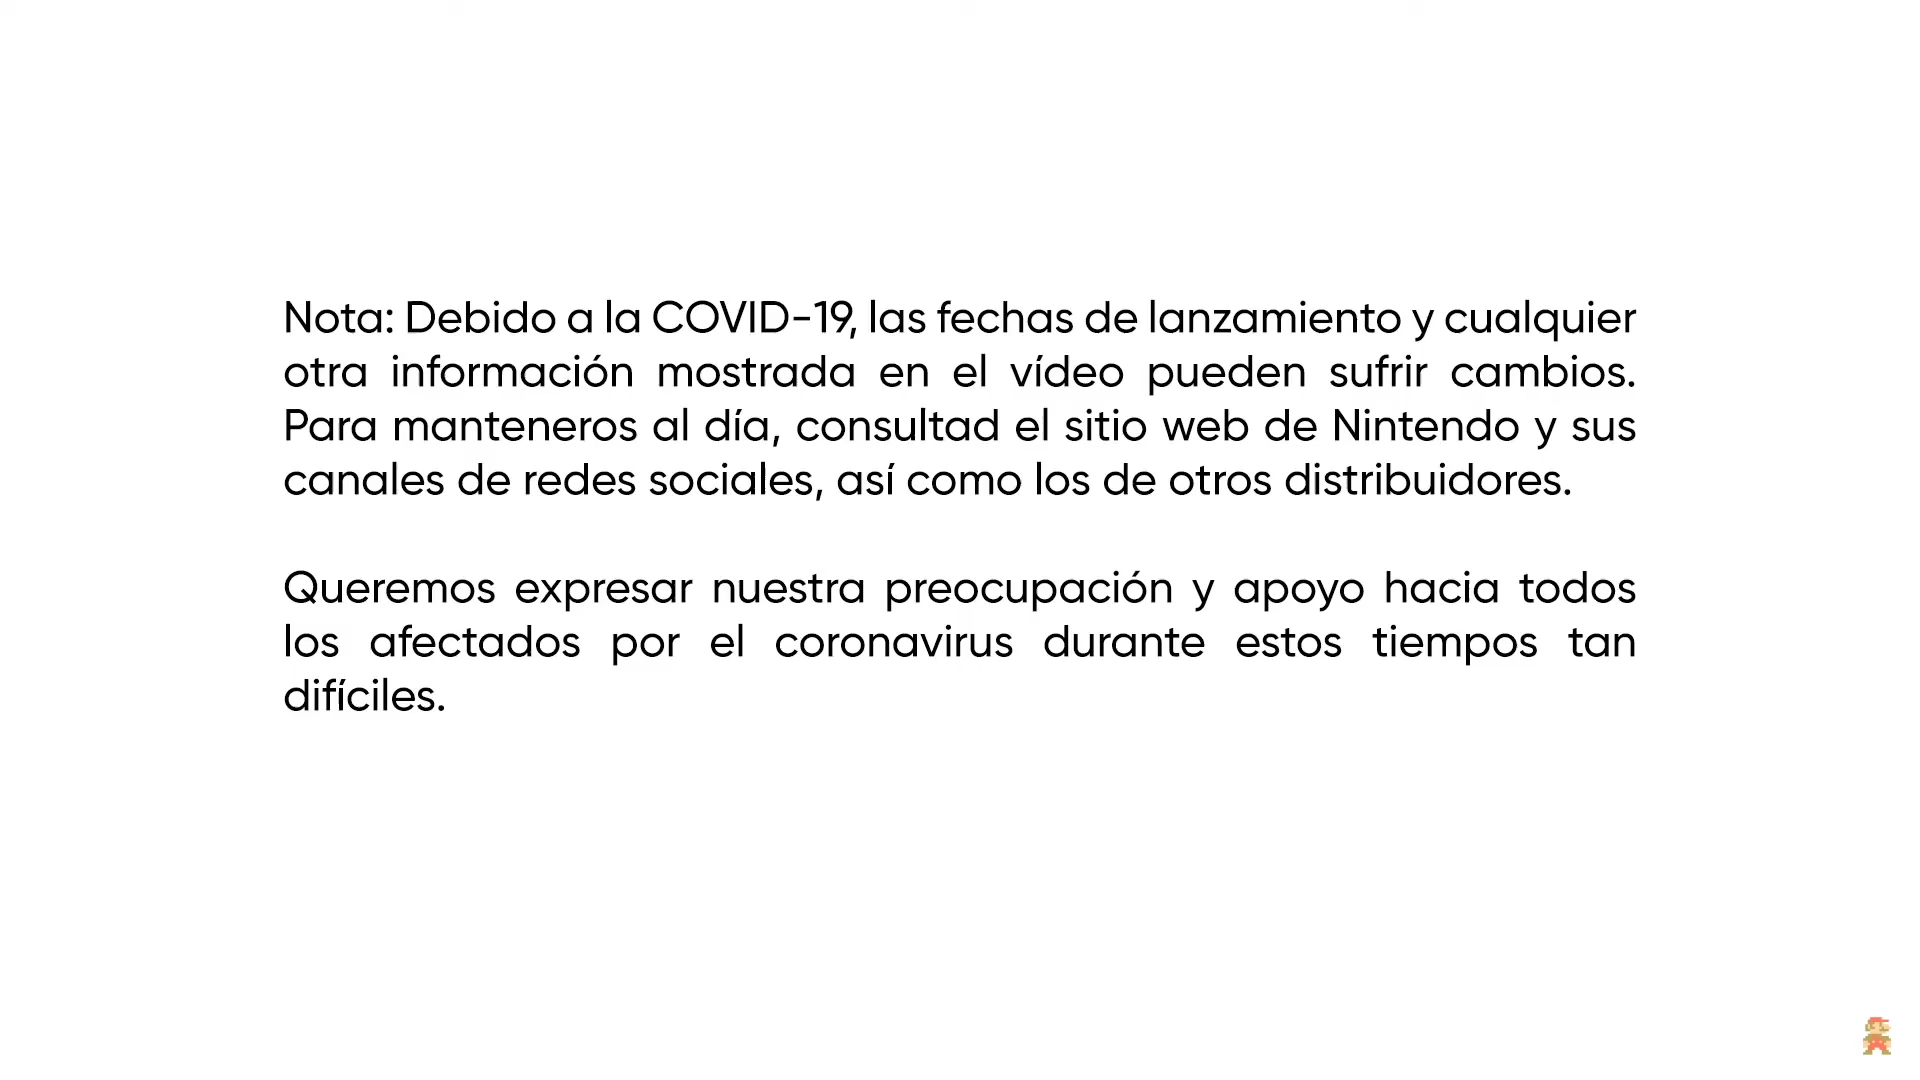 Nota: Debido a la COVID-19, las fechas de lanzamiento y cualquier
otra información mostrada en el vídeo pueden sufrir cambios.
Para manteneros al día, consultad el sitio web de Nintendo y sus
canales de redes sociales, así como los de otros distribuidores.
Queremos expresar nuestra preocupación y apoyo hacia todos
los afectados por el coronavirus durante estos tiempos tan
difíciles.